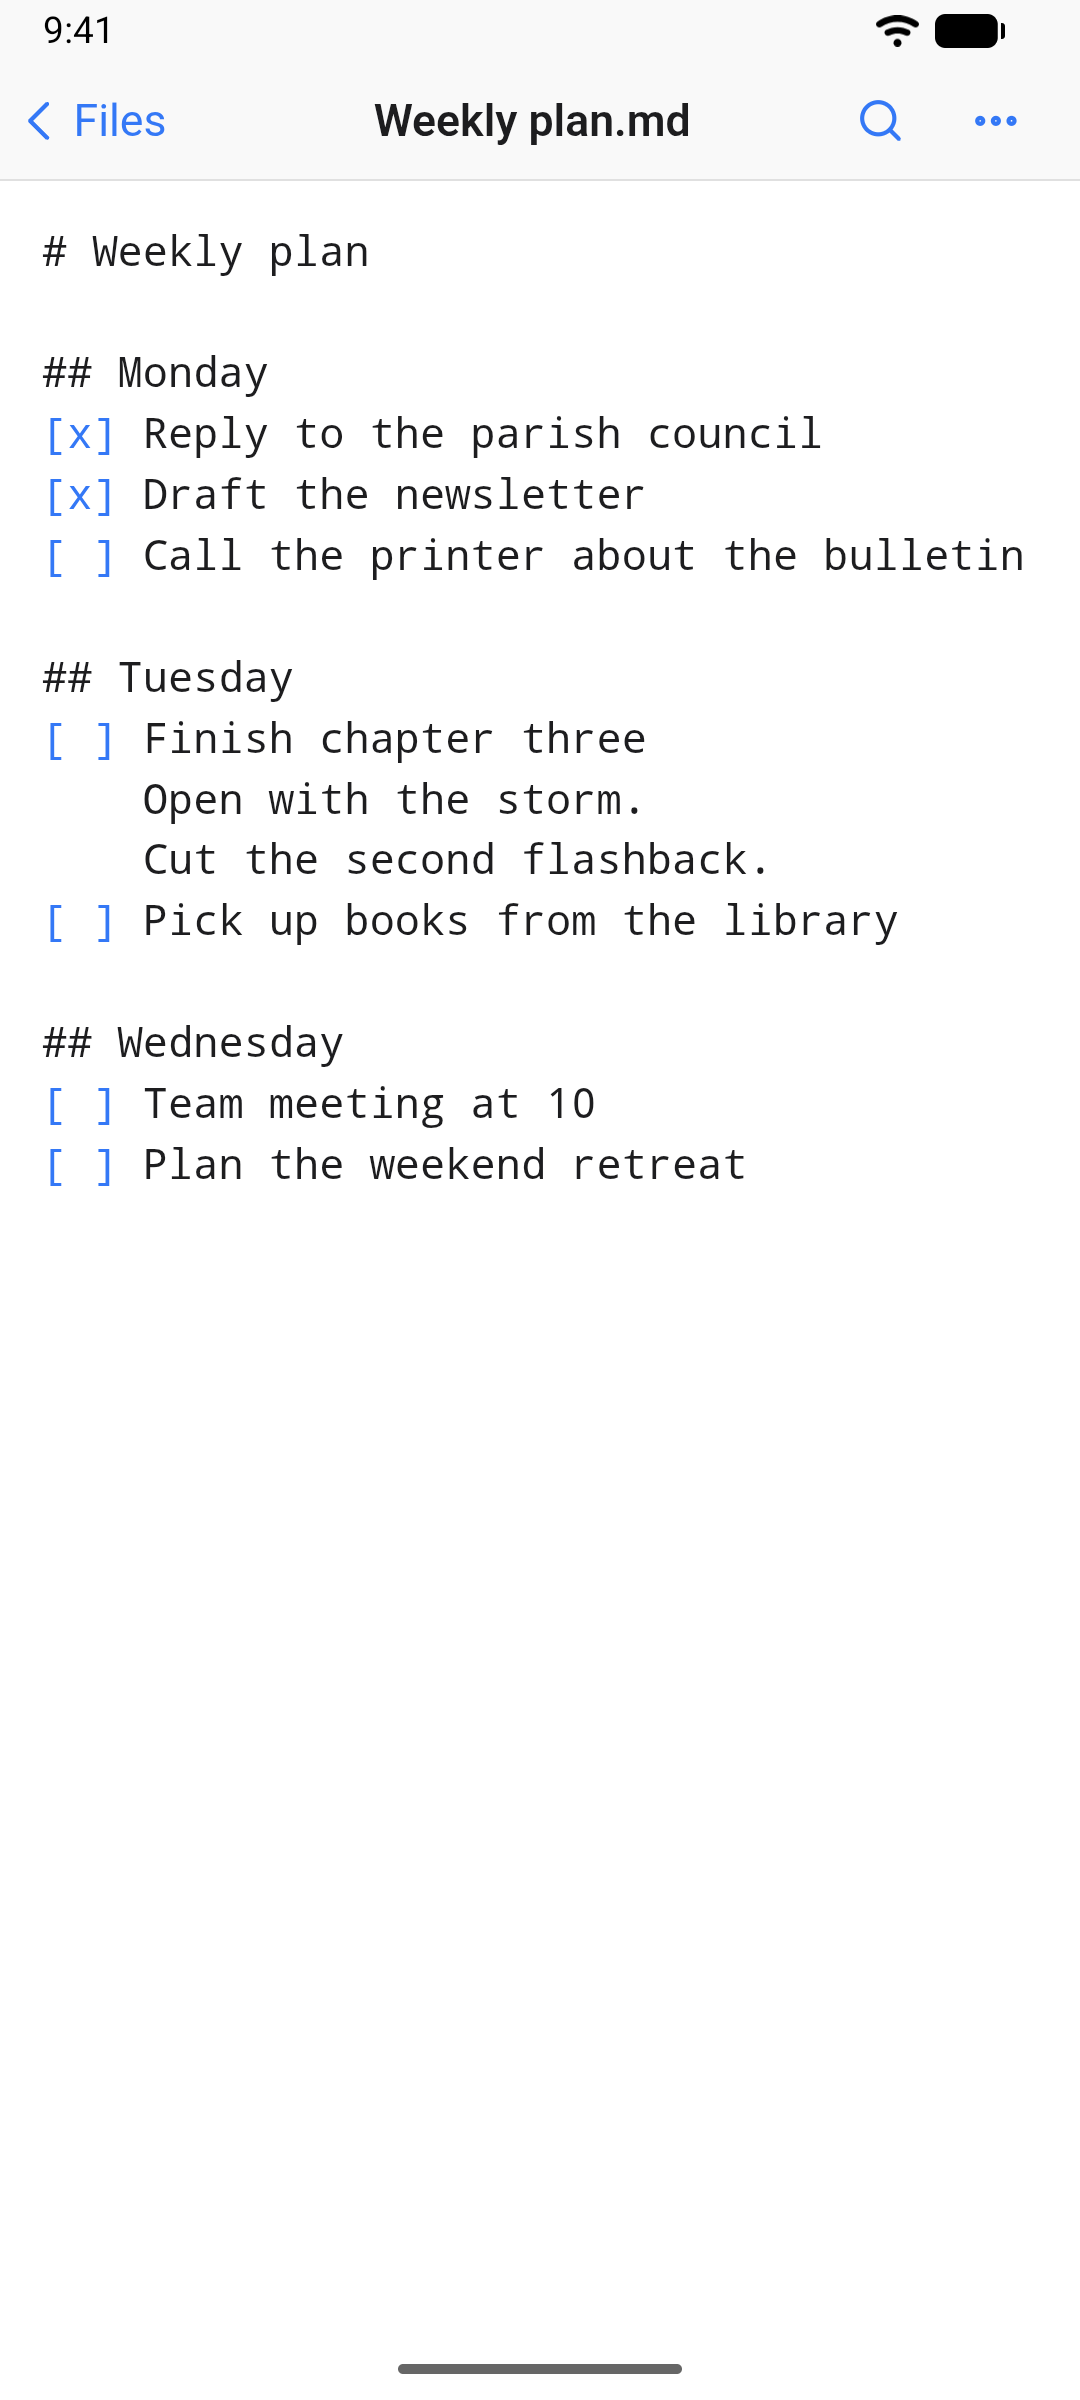 9:41
Files
Weekly plan.md
# Weekly plan
## Monday
[x] Reply to the parish council
[x] Draft the newsletter
[ ] Call the printer about the bulletin
## Tuesday
[ ] Finish chapter three
    Open with the storm.
    Cut the second flashback.
[ ] Pick up books from the library
## Wednesday
[ ] Team meeting at 10
[ ] Plan the weekend retreat